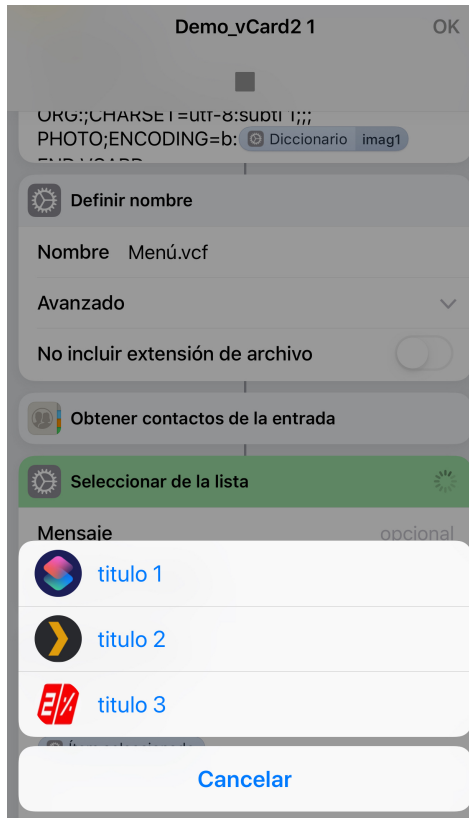 Demo_vCard2 1
OK
ORG:;CHARSET=utf-8:subti 1;;;
PHOTO;ENCODING=b: Diccionario imag1
END:VCARD
Definir nombre
Nombre Menú.vcf
Avanzado
No incluir extensión de archivo
Obtener contactos de la entrada
Seleccionar de la lista
Mensaje opcional
titulo 1
titulo 2
titulo 3
Cancelar